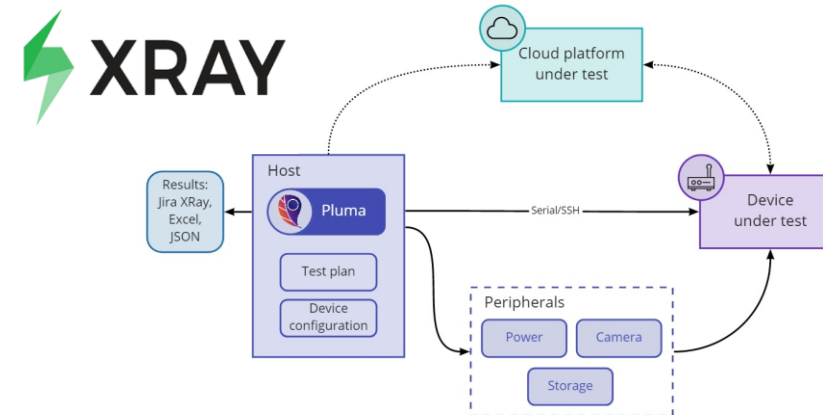 XRAY
Cloud platform
under test
Host
Results:
Jira XRay,
Excel,
JSON
Pluma
Serial/SSH
Device
under test
Test plan
Device
configuration
Peripherals
Power
Camera
Storage